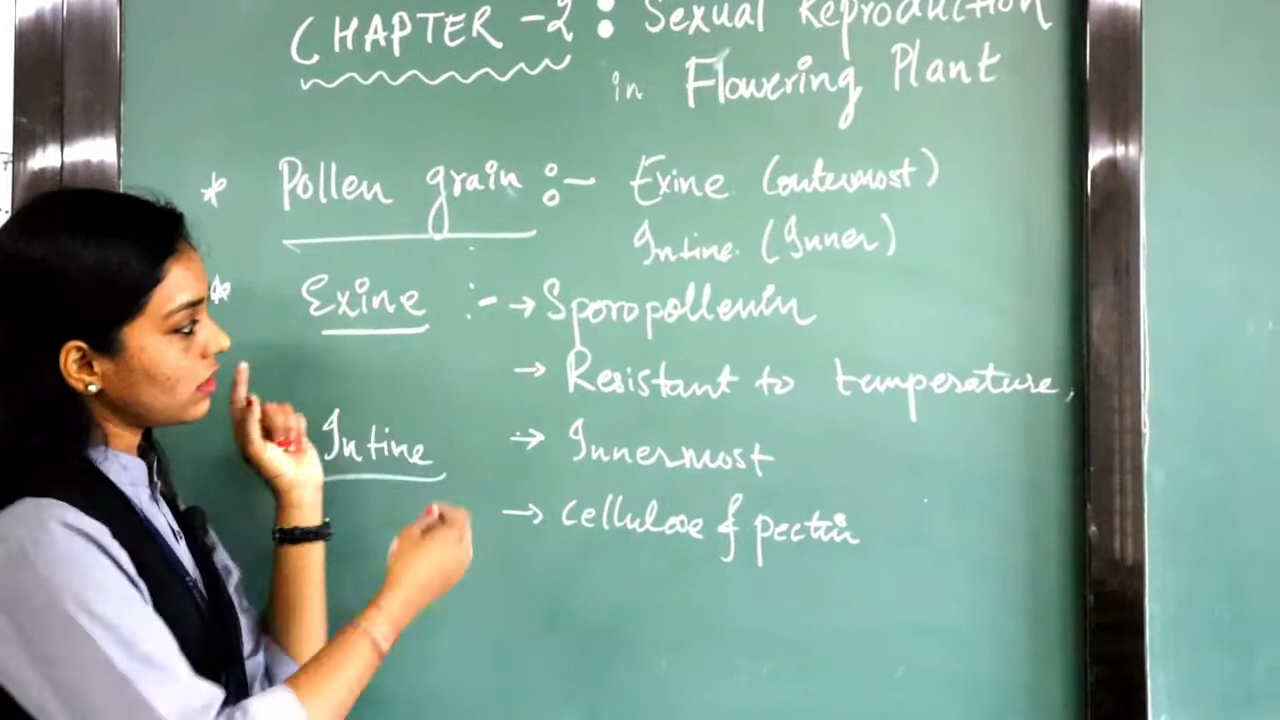 CHAPTER - 2 : Sexual Reproduction
in Flowering Plant
* Pollen grain :- Exine (outermost)
Intine (Inner)
* Exine :- → Sporopollenin
→ Resistant to temperature,
Intine → Innermost
→ cellulose & pectin